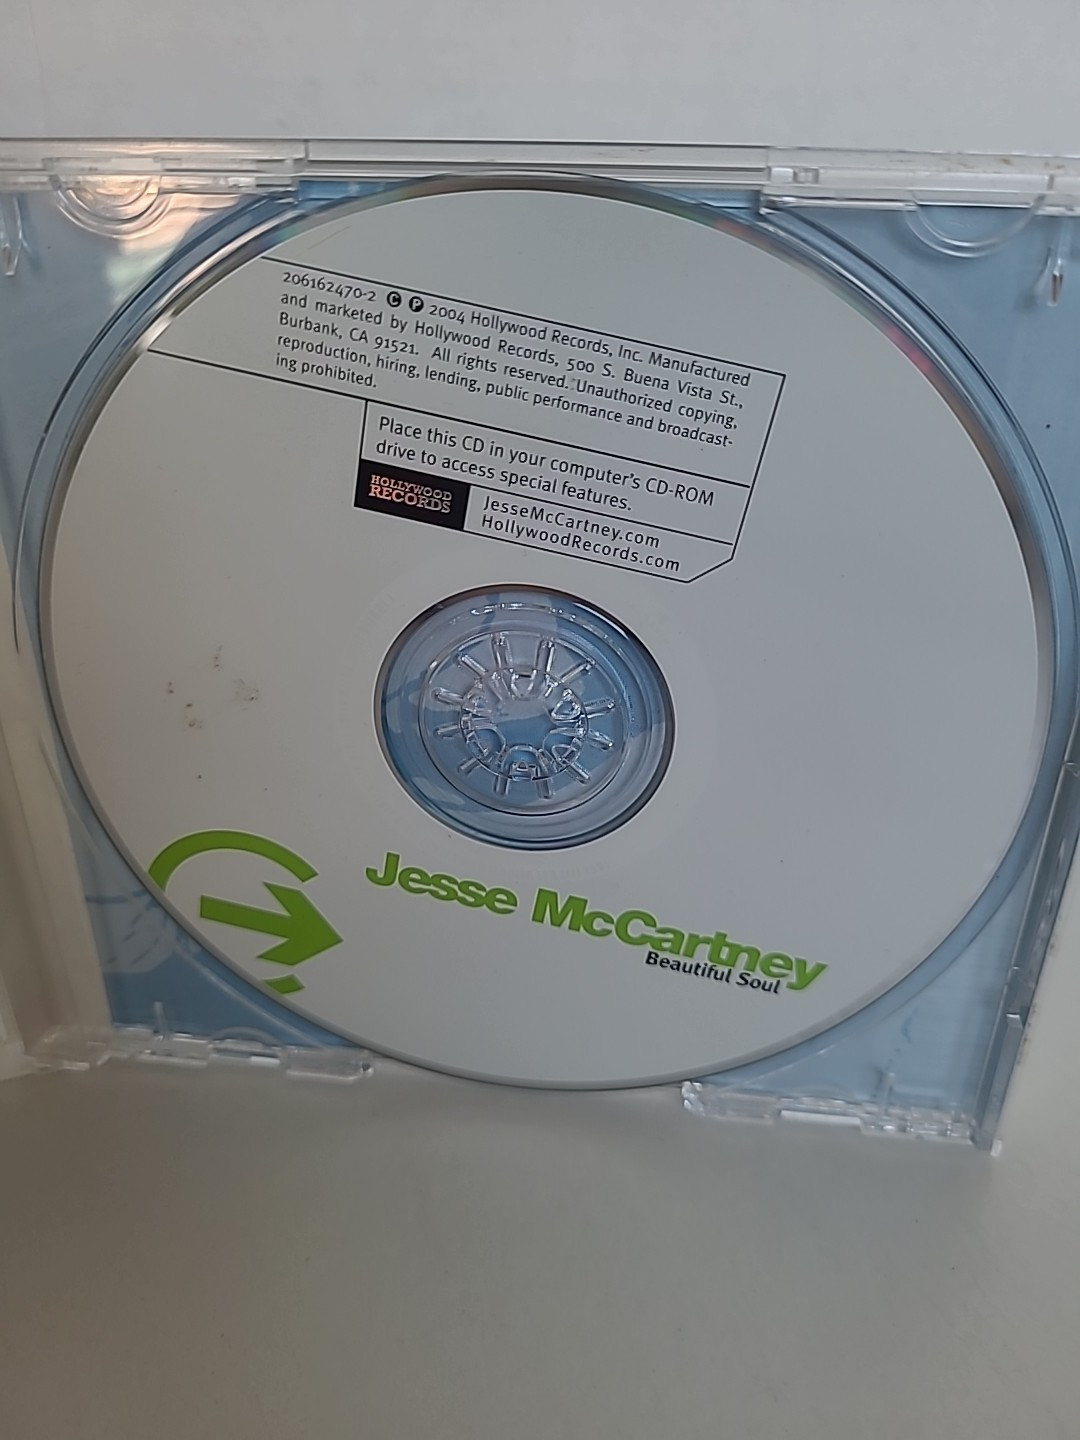 206162470-2 Ⓒ Ⓟ 2004 Hollywood Records, Inc. Manufactured
and marketed by Hollywood Records, 500 S. Buena Vista St.,
Burbank, CA 91521. All rights reserved. Unauthorized copying,
reproduction, hiring, lending, public performance and broadcast-
ing prohibited.
Place this CD in your computer's CD-ROM
drive to access special features.
HOLLYWOOD
RECORDS
JesseMcCartney.com
HollywoodRecords.com
Jesse McCartney
Beautiful Soul